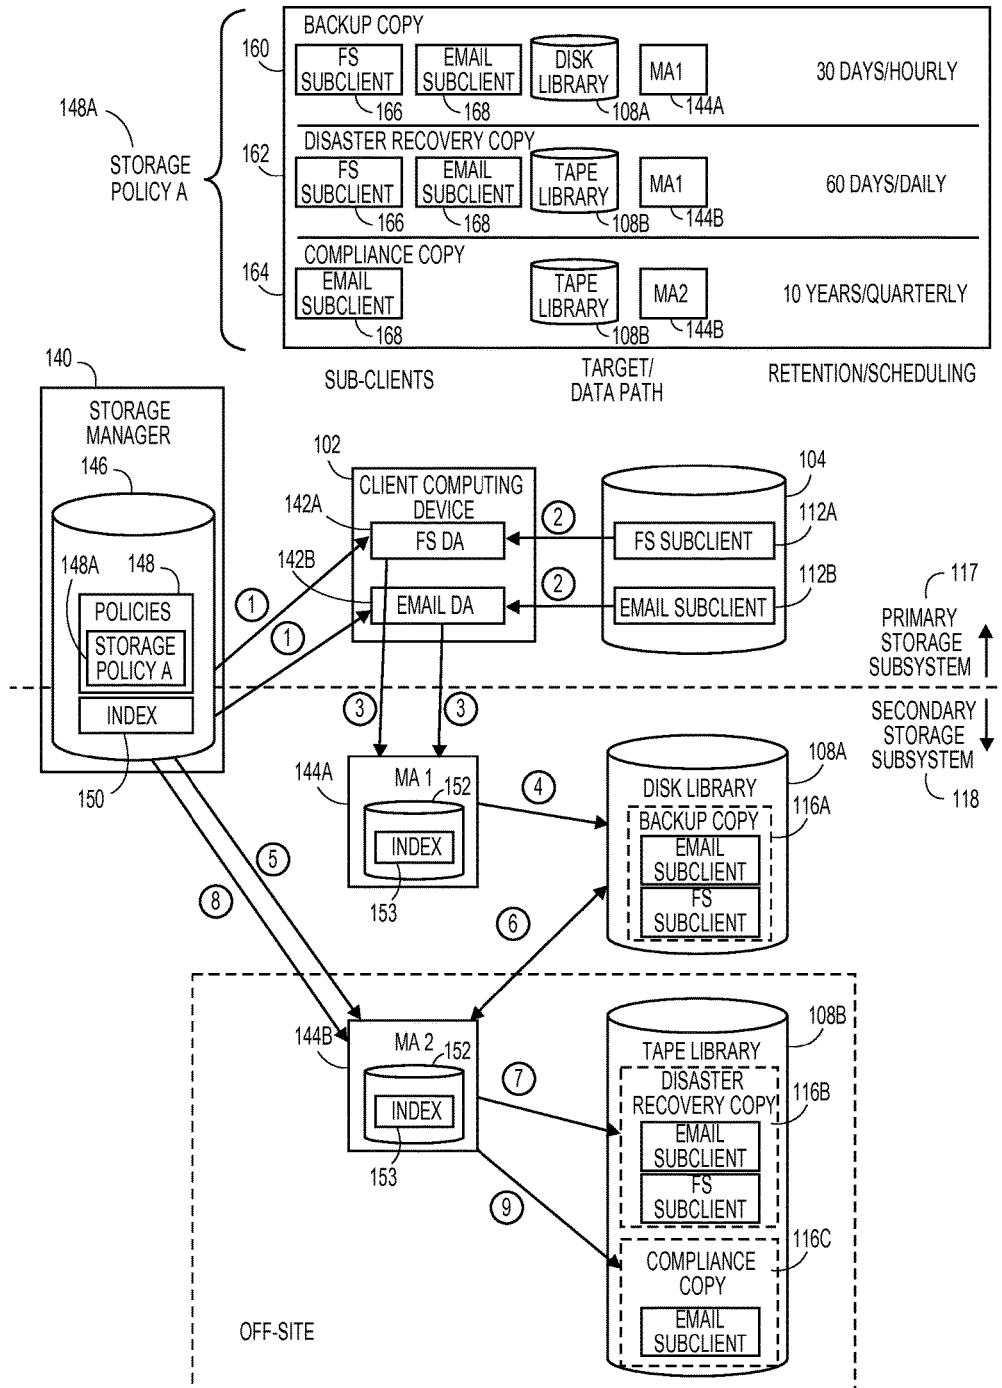 BACKUP COPY
160
FS
SUBCLIENT
166
EMAIL
SUBCLIENT
168
DISK
LIBRARY
108A
MA1
144A
30 DAYS/HOURLY
148A
STORAGE
POLICY A
DISASTER RECOVERY COPY
162
FS
SUBCLIENT
166
EMAIL
SUBCLIENT
168
TAPE
LIBRARY
108B
MA1
144B
60 DAYS/DAILY
COMPLIANCE COPY
164
EMAIL
SUBCLIENT
168
TAPE
LIBRARY
108B
MA2
144B
10 YEARS/QUARTERLY
SUB-CLIENTS
TARGET/
DATA PATH
RETENTION/SCHEDULING
140
STORAGE
MANAGER
146
148A
148
POLICIES
STORAGE
POLICY A
INDEX
150
102
CLIENT COMPUTING
DEVICE
142A
FS DA
142B
EMAIL DA
104
FS SUBCLIENT
112A
EMAIL SUBCLIENT
112B
1
1
2
2
117
PRIMARY
STORAGE
SUBSYSTEM
SECONDARY
STORAGE
SUBSYSTEM
118
3
3
144A
MA 1
152
INDEX
153
4
108A
DISK LIBRARY
BACKUP COPY
116A
EMAIL
SUBCLIENT
FS
SUBCLIENT
5
8
6
144B
MA 2
152
INDEX
153
7
9
108B
TAPE LIBRARY
DISASTER
RECOVERY COPY
116B
EMAIL
SUBCLIENT
FS
SUBCLIENT
116C
COMPLIANCE
COPY
EMAIL
SUBCLIENT
OFF-SITE